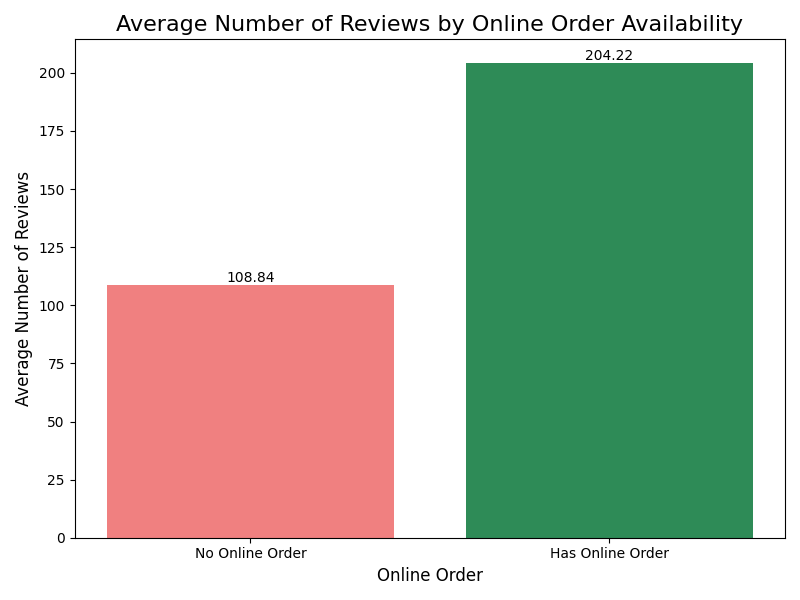 Average Number of Reviews by Online Order Availability
204.22
200
175
150
125
108.84
100
75
50
25
0
Average Number of Reviews
No Online Order
Has Online Order
Online Order